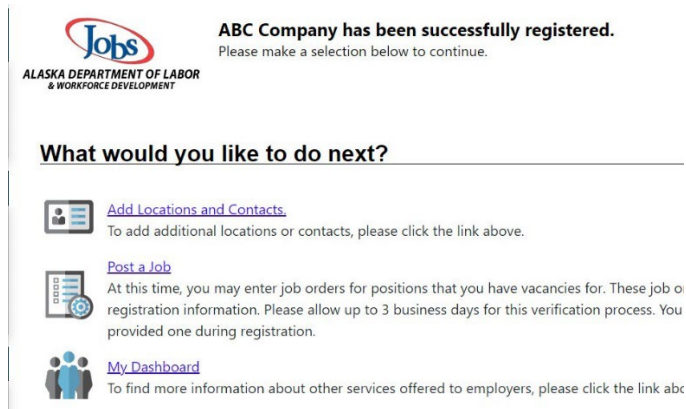 Jobs
ALASKA DEPARTMENT OF LABOR
& WORKFORCE DEVELOPMENT
ABC Company has been successfully registered.
Please make a selection below to continue.
What would you like to do next?
Add Locations and Contacts.
To add additional locations or contacts, please click the link above.
Post a Job
At this time, you may enter job orders for positions that you have vacancies for. These job
registration information. Please allow up to 3 business days for this verification process. You
provided one during registration.
My Dashboard
To find more information about other services offered to employers, please click the link